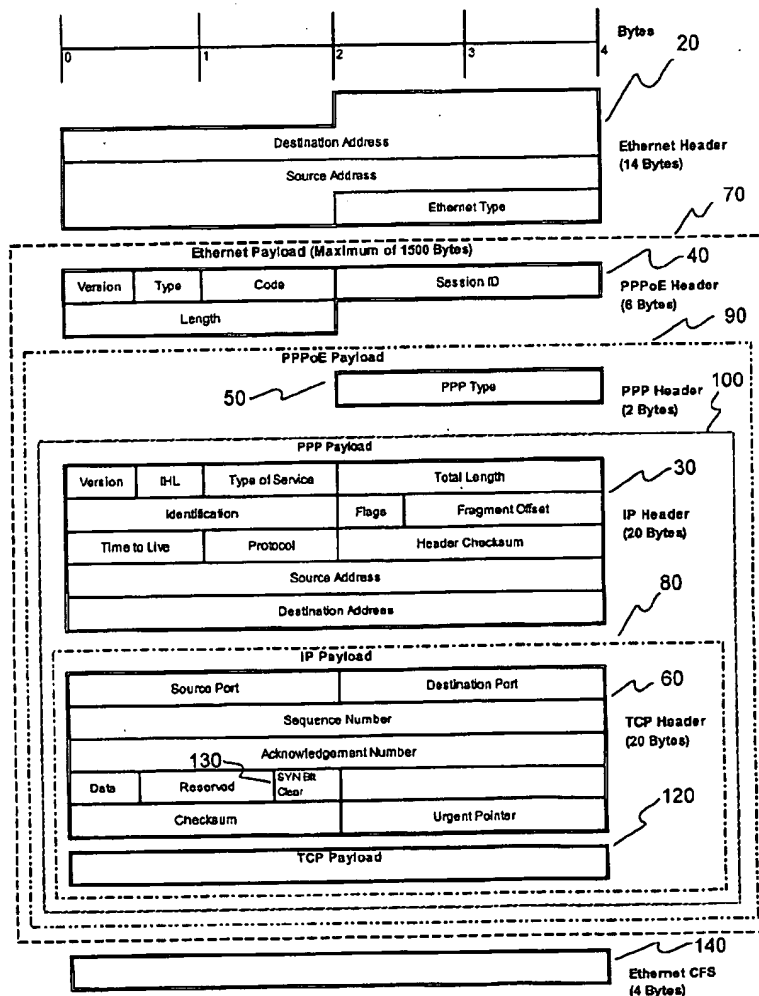 Bytes
0 1 2 3 4
20
Destination Address
Ethernet Header
(14 Bytes)
Source Address
Ethernet Type
70
Ethernet Payload (Maximum of 1500 Bytes)
40
Version Type Code Session ID
PPPoE Header
(6 Bytes)
Length
90
PPPoE Payload
50
PPP Type
PPP Header
(2 Bytes)
100
PPP Payload
30
Version IHL Type of Service Total Length
IP Header
(20 Bytes)
Identification Flags Fragment Offset
Time to Live Protocol Header Checksum
Source Address
Destination Address
80
IP Payload
60
Source Port Destination Port
TCP Header
(20 Bytes)
Sequence Number
Acknowledgement Number
130
Data Reserved SYN Bit
Clear
Checksum Urgent Pointer
120
TCP Payload
140
Ethernet CFS
(4 Bytes)